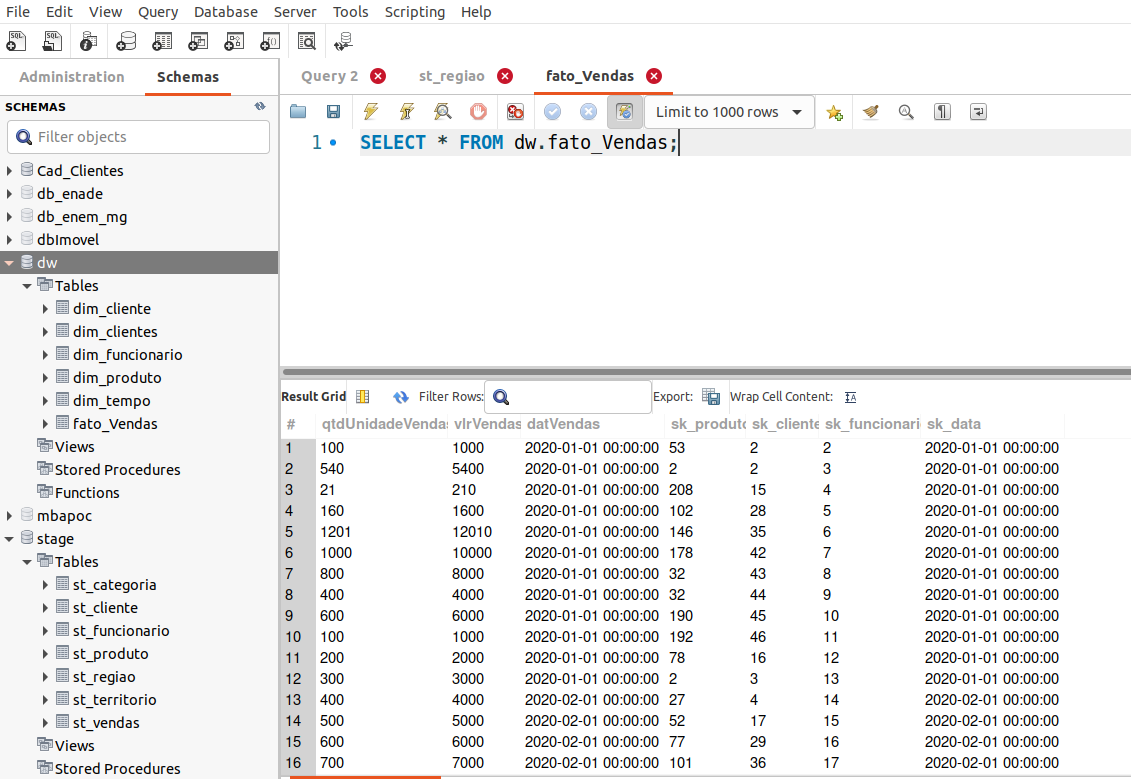 File Edit View Query Database Server Tools Scripting Help
Administration Schemas
Query 2 st_regiao fato_Vendas
SCHEMAS
Filter objects
Cad_Clientes
db_enade
db_enem_mg
dbImovel
dw
Tables
dim_cliente
dim_clientes
dim_funcionario
dim_produto
dim_tempo
fato_Vendas
Views
Stored Procedures
Functions
mbapoc
stage
Tables
st_categoria
st_cliente
st_funcionario
st_produto
st_regiao
st_territorio
st_vendas
Views
Stored Procedures
Limit to 1000 rows
1 SELECT * FROM dw.fato_Vendas;
Result Grid Filter Rows: Export: Wrap Cell Content:
# qtdUnidadeVendas vlrVendas datVendas sk_produto sk_cliente sk_funcionari sk_data
1 100 1000 2020-01-01 00:00:00 53 2 2 2020-01-01 00:00:00
2 540 5400 2020-01-01 00:00:00 2 2 3 2020-01-01 00:00:00
3 21 210 2020-01-01 00:00:00 208 15 4 2020-01-01 00:00:00
4 160 1600 2020-01-01 00:00:00 102 28 5 2020-01-01 00:00:00
5 1201 12010 2020-01-01 00:00:00 146 35 6 2020-01-01 00:00:00
6 1000 10000 2020-01-01 00:00:00 178 42 7 2020-01-01 00:00:00
7 800 8000 2020-01-01 00:00:00 32 43 8 2020-01-01 00:00:00
8 400 4000 2020-01-01 00:00:00 32 44 9 2020-01-01 00:00:00
9 600 6000 2020-01-01 00:00:00 190 45 10 2020-01-01 00:00:00
10 100 1000 2020-01-01 00:00:00 192 46 11 2020-01-01 00:00:00
11 200 2000 2020-01-01 00:00:00 78 16 12 2020-01-01 00:00:00
12 300 3000 2020-01-01 00:00:00 2 3 13 2020-01-01 00:00:00
13 400 4000 2020-02-01 00:00:00 27 4 14 2020-02-01 00:00:00
14 500 5000 2020-02-01 00:00:00 52 17 15 2020-02-01 00:00:00
15 600 6000 2020-02-01 00:00:00 77 29 16 2020-02-01 00:00:00
16 700 7000 2020-02-01 00:00:00 101 36 17 2020-02-01 00:00:00